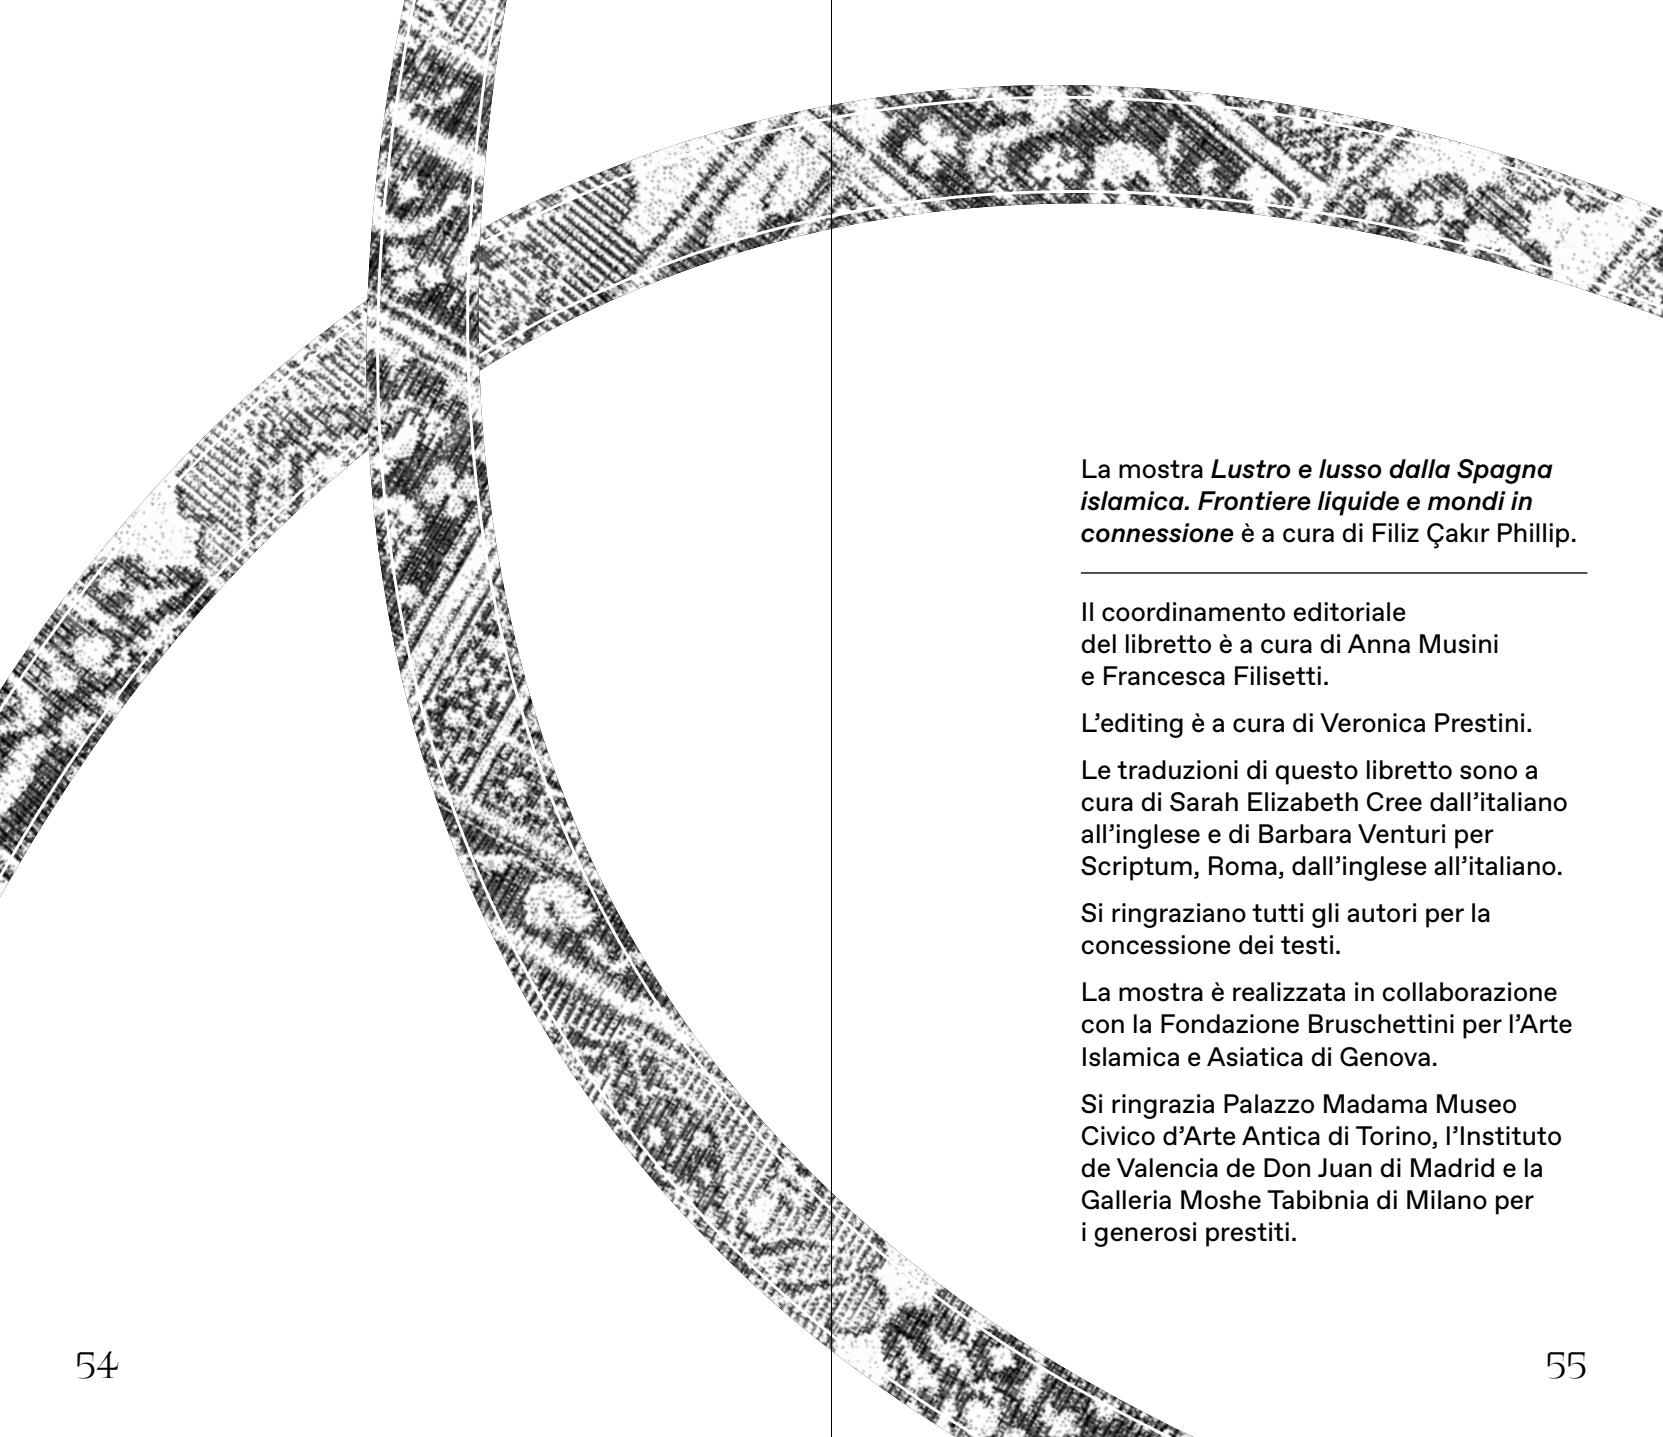 La mostra Lustro e lusso dalla Spagna
islamica. Frontiere liquide e mondi in
connessione è a cura di Filiz Çakır Phillip.
Il coordinamento editoriale
del libretto è a cura di Anna Musini
e Francesca Filisetti.
L’editing è a cura di Veronica Prestini.
Le traduzioni di questo libretto sono a
cura di Sarah Elizabeth Cree dall’italiano
all’inglese e di Barbara Venturi per
Scriptum, Roma, dall’inglese all’italiano.
Si ringraziano tutti gli autori per la
concessione dei testi.
La mostra è realizzata in collaborazione
con la Fondazione Bruschettini per l’Arte
Islamica e Asiatica di Genova.
Si ringrazia Palazzo Madama Museo
Civico d’Arte Antica di Torino, l’Instituto
de Valencia de Don Juan di Madrid e la
Galleria Moshe Tabibnia di Milano per
i generosi prestiti.
54
55